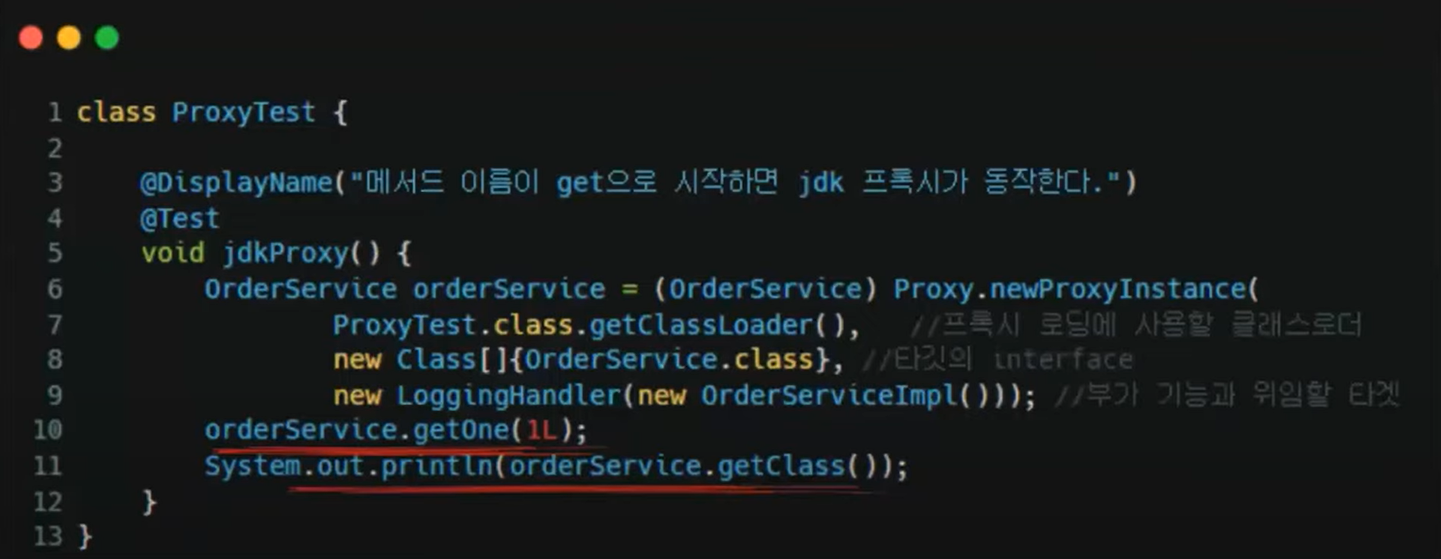 1 class ProxyTest {
2
3 @DisplayName("메서드 이름이 get으로 시작하면 jdk 프록시가 동작한다.")
4 @Test
5 void jdkProxy() {
6 OrderService orderService = (OrderService) Proxy.newProxyInstance(
7 ProxyTest.class.getClassLoader(), //프록시 로딩에 사용할 클래스로더
8 new Class[]{OrderService.class}, //타깃의 interface
9 new LoggingHandler(new OrderServiceImpl())); //부가 기능과 위임할 타겟
10 orderService.getOne(1L);
11 System.out.println(orderService.getClass());
12 }
13 }